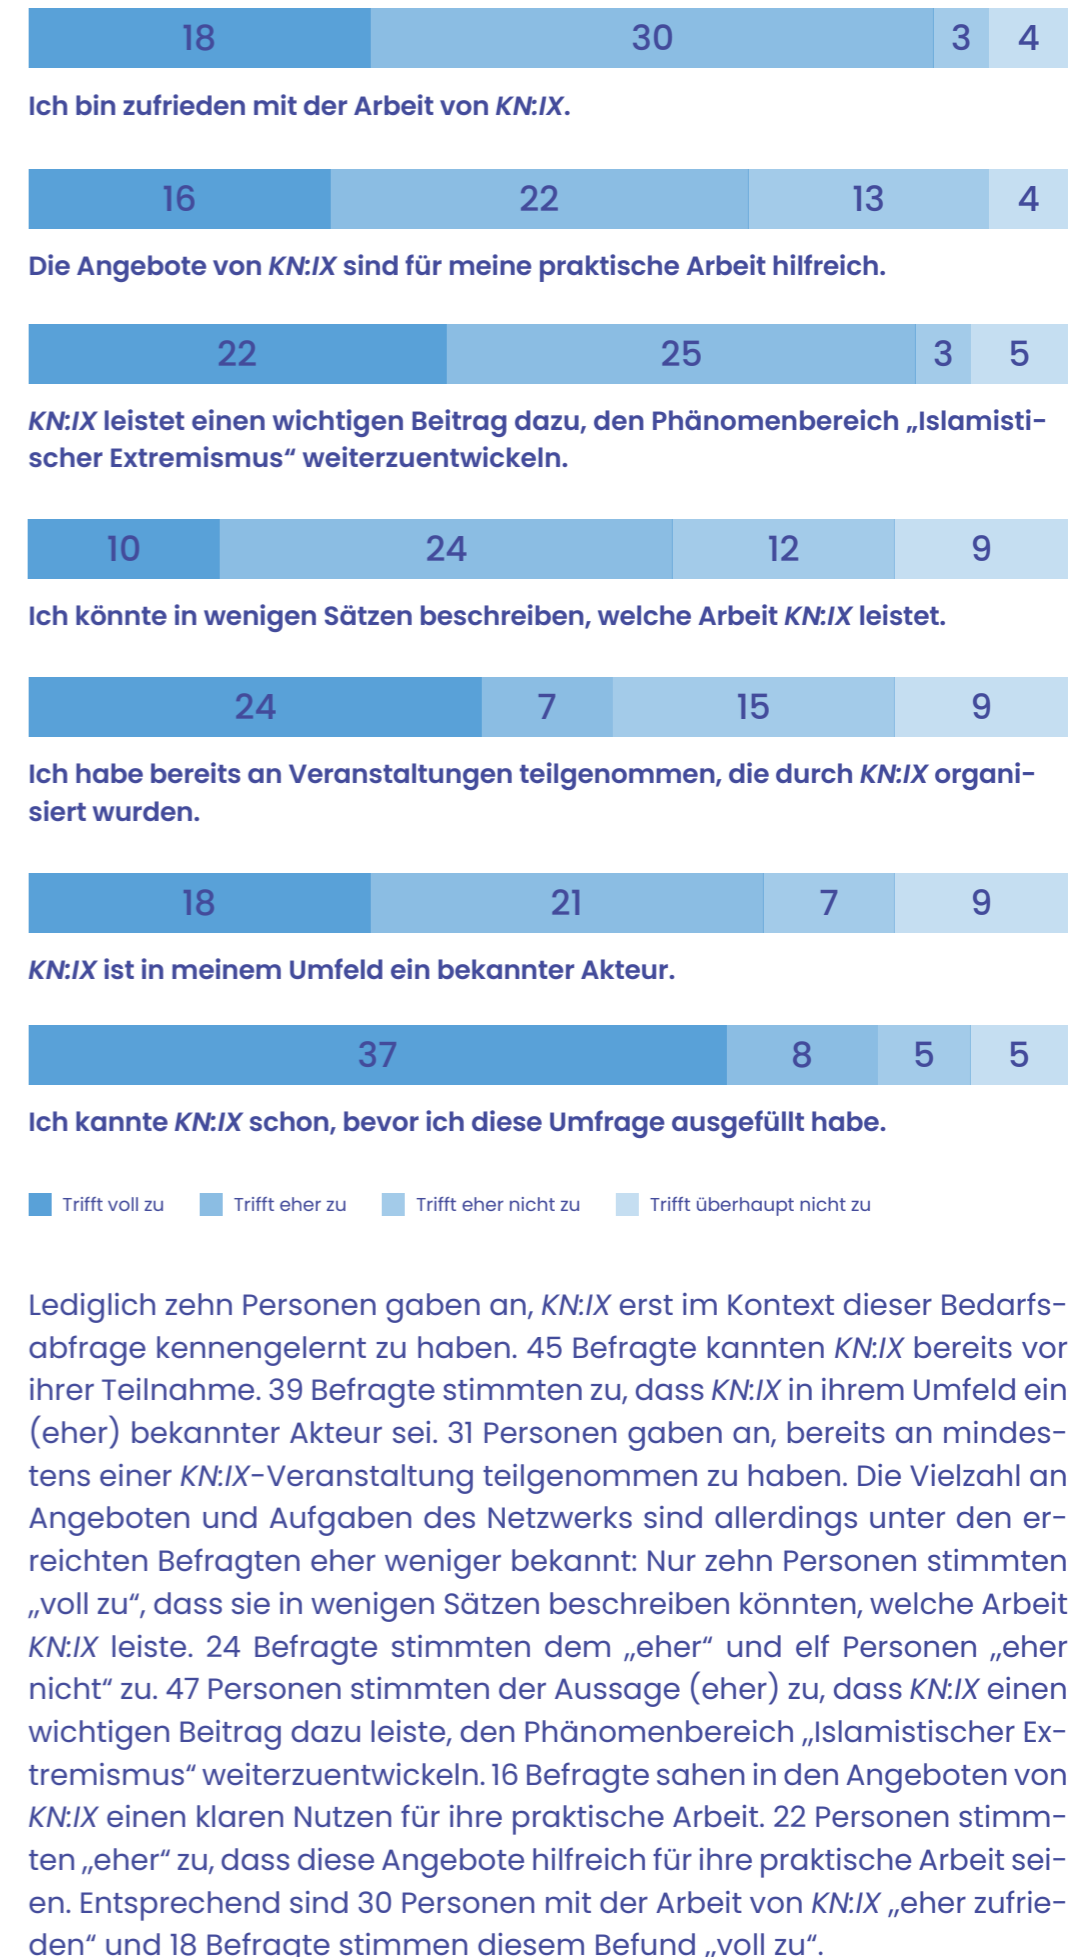 18 30 3 4
Ich bin zufrieden mit der Arbeit von KN:IX.
16 22 13 4
Die Angebote von KN:IX sind für meine praktische Arbeit hilfreich.
22 25 3 5
KN:IX leistet einen wichtigen Beitrag dazu, den Phänomenbereich „Islamisti-
scher Extremismus“ weiterzuentwickeln.
10 24 12 9
Ich könnte in wenigen Sätzen beschreiben, welche Arbeit KN:IX leistet.
24 7 15 9
Ich habe bereits an Veranstaltungen teilgenommen, die durch KN:IX organi-
siert wurden.
18 21 7 9
KN:IX ist in meinem Umfeld ein bekannter Akteur.
37 8 5 5
Ich kannte KN:IX schon, bevor ich diese Umfrage ausgefüllt habe.
Trifft voll zu Trifft eher zu Trifft eher nicht zu Trifft überhaupt nicht zu
Lediglich zehn Personen gaben an, KN:IX erst im Kontext dieser Bedarfs-
abfrage kennengelernt zu haben. 45 Befragte kannten KN:IX bereits vor
ihrer Teilnahme. 39 Befragte stimmten zu, dass KN:IX in ihrem Umfeld ein
(eher) bekannter Akteur sei. 31 Personen gaben an, bereits an mindes-
tens einer KN:IX-Veranstaltung teilgenommen zu haben. Die Vielzahl an
Angeboten und Aufgaben des Netzwerks sind allerdings unter den er-
reichten Befragten eher weniger bekannt: Nur zehn Personen stimmten
„voll zu“, dass sie in wenigen Sätzen beschreiben könnten, welche Arbeit
KN:IX leiste. 24 Befragte stimmten dem „eher“ und elf Personen „eher
nicht“ zu. 47 Personen stimmten der Aussage (eher) zu, dass KN:IX einen
wichtigen Beitrag dazu leiste, den Phänomenbereich „Islamistischer Ex-
tremismus“ weiterzuentwickeln. 16 Befragte sahen in den Angeboten von
KN:IX einen klaren Nutzen für ihre praktische Arbeit. 22 Personen stimm-
ten „eher“ zu, dass diese Angebote hilfreich für ihre praktische Arbeit sei-
en. Entsprechend sind 30 Personen mit der Arbeit von KN:IX „eher zufrie-
den“ und 18 Befragte stimmen diesem Befund „voll zu“.